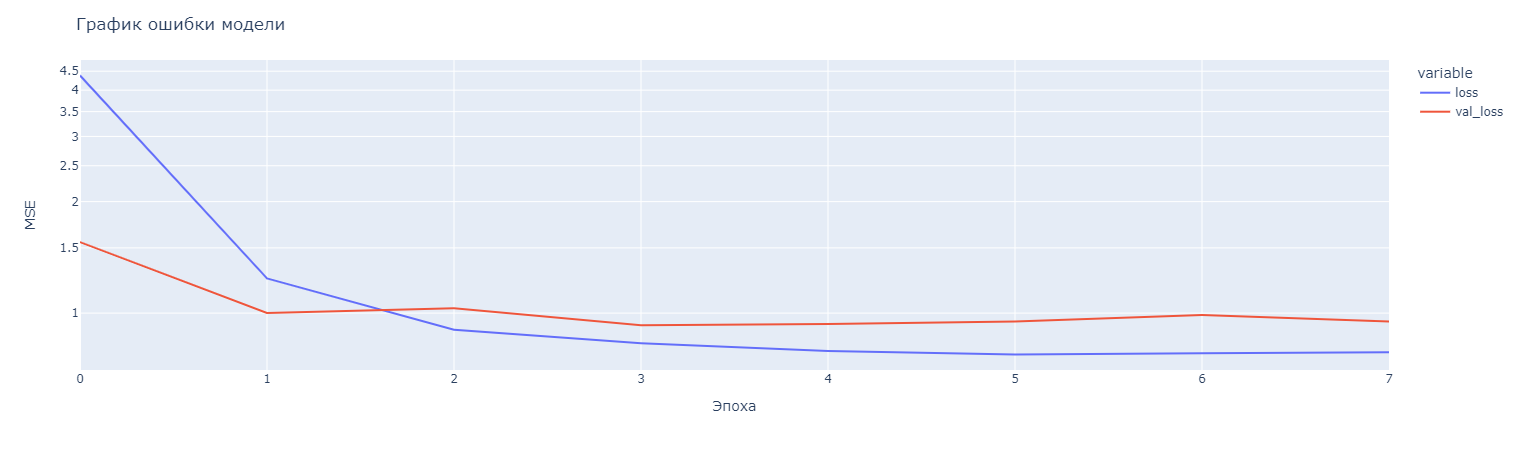 График ошибки модели
MSE
4.5
4
3.5
3
2.5
2
1.5
1
0 1 2 3 4 5 6 7
Эпоха
variable
loss
val_loss